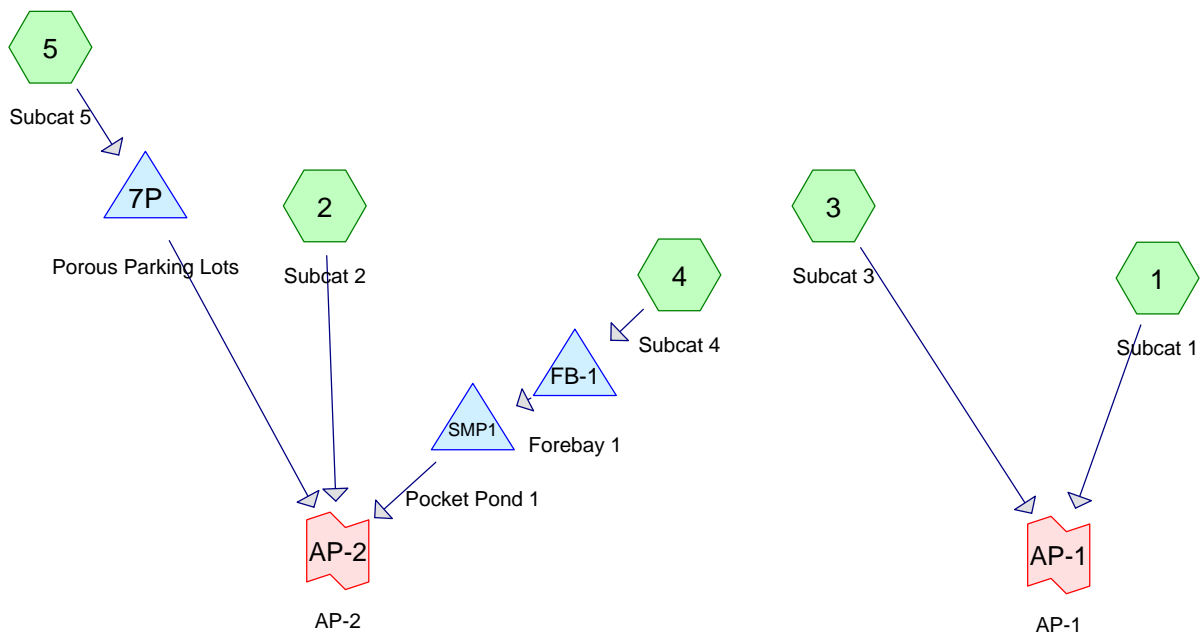 5
Subcat 5
7P
Porous Parking Lots
2
Subcat 2
4
Subcat 4
FB-1
Forebay 1
SMP1
Pocket Pond 1
AP-2
AP-2
3
Subcat 3
1
Subcat 1
AP-1
AP-1